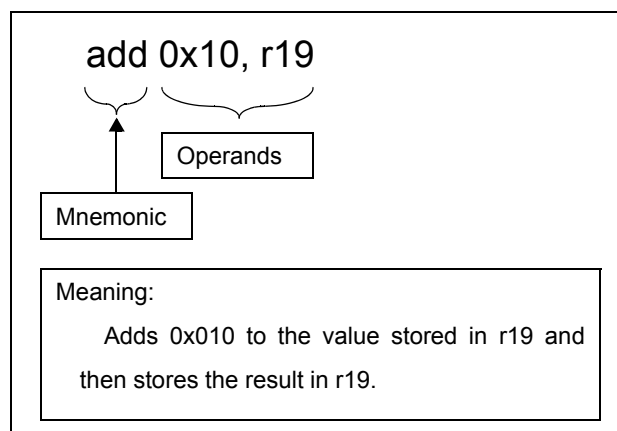 add 0x10, r19
Operands
Mnemonic
Meaning:
Adds 0x010 to the value stored in r19 and
then stores the result in r19.